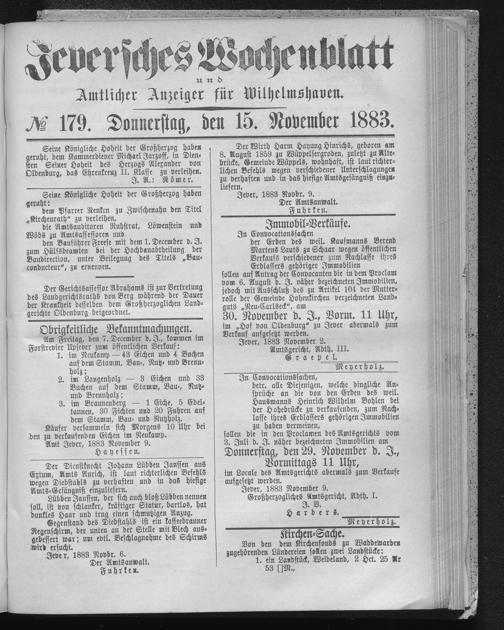 Jeversches Wochenblatt
und
Amtlicher Anzeiger für Wilhelmshaven.
№ 179. Donnerstag, den 15. November 1883.
Seine Königliche Hoheit der Großherzog haben
geruht, dem Kammerdiener Michael in Dien-
sten Seiner Hoheit des Herzogs Alexander von
Oldenburg, das Ehrenkreuz II. Klasse zu verleihen.
J. A.: Römer.
Seine Königliche Hoheit der Großherzog haben
geruht:
dem Pfarrer Renken zu Zwischenahn den Titel
„Kirchenrath“ zu verleihen,
die Amtsauditoren Ruhstrat, Löwenstein und
Wöbs zu Amtsassessoren und
den Bauführer mit dem 1. December d. J.
zum Hülfsbeamten bei der Hochbauabtheilung der
Baudirection, unter Beilegung des Titels „Bau-
conducteur“, zu ernennen.
Der Gerichtsassessor Abrahams ist zur Vertretung
des Landgerichtsraths von Berg während der Dauer
der Krankheit desselben dem Großherzoglichen Land-
gerichte Oldenburg beigeordnet.
Obrigkeitliche Bekanntmachungen.
Am Freitag, den 7. December d. J., kommen im
Forstrevier Upjever zum öffentlichen Verkauf:
1. im Neukamp — 43 Eichen und 4 Buchen
auf dem Stamm, Bau-, Nutz- und Brenn-
holz;
2. im Langenholz — 3 Eichen und 33
Buchen auf dem Stamm, Bau-, Nutz-
und Brennholz;
3. im Brannenberg — 1 Eiche, 5 Edel-
tannen, 30 Fichten und 20 Fuhren auf
dem Stamm, Bau- und Nutzholz.
Käufer versammeln sich Morgens 10 Uhr bei
den zu verkaufenden Eichen im Neukamp.
Amt Jever, 1883 November 9.
Hayessen.
Der Dienstknecht Johann Lübben Janssen aus
Extum, Amts Aurich, ist laut richterlichen Befehls
wegen Diebstahls zu verhaften und in das hiesige
Amts-Gefängniß einzuliefern.
Lübben Janssen, der sich auch bloß Lübben nennen
soll, ist von schlanker, kräftiger Statur, bartlos, hat
dunkles Haar und trug einen schmutzigen Anzug.
Gegenstand des Diebstahls ist ein kaffeebrauner
Regenschirm, der unten an der Stelle mit Blech aus-
gebessert war; um evtl. Beschlagnahme des Schirms
wird ersucht.
Jever, 1883 Novbr. 6.
Der Amtsanwalt.
Fuhrken.
Der Wirth Harm Hayung Hinrichs, geboren am
8. August 1859 zu Wüppelsergroden, zuletzt zu Alte-
brücke, Gemeinde Wüppels, wohnhaft, ist laut richter-
lichen Befehls wegen verschiedener Unterschlagungen
zu verhaften und in das hiesige Amtsgefängniß einzu-
liefern.
Jever, 1883 Novbr. 9.
Der Amtsanwalt.
Fuhrken.
Immobil-Verkäufe.
In Convocationssachen
der Erben des weil. Kaufmanns Berend
Martens Lauts zu Schaar wegen öffentlichen
Verkaufs verschiedener zum Nachlasse ihres
Erblassers gehöriger Immobilien
sollen auf Antrag der Convocanten die in dem Proclam
vom 6. August d. J. näher bezeichneten Immobilien,
jedoch mit Ausschluß des zu Artikel 104 der Mutter-
rolle der Gemeinde Hohenkirchen verzeichneten Land-
guts „Neu-Carlseck“, am
30. November d. J., Vorm. 11 Uhr,
im „Hof von Oldenburg“ zu Jever abermals zum
Verkauf aufgesetzt werden.
Jever, 1883 November 2.
Amtsgericht, Abth. III.
Graepel.
Meyerholz.
In Convocationssachen,
betr. alle Diejenigen, welche dingliche An-
sprüche an die von den Erben des weil.
Hausmanns Heinrich Wilhelm Bohlen bei
der Hohebrück zu verkaufenden, zum Nach-
lasse ihres Erblassers gehörigen Immobilien
zu haben vermeinen,
sollen die in den Proclamen des Amtsgerichts vom
3. Juli d. J. näher bezeichneten Immobilien am
Donnerstag, den 29. November d. J.,
Vormittags 11 Uhr,
im Locale des Amtsgerichts abermals zum Verkaufe
aufgesetzt werden.
Jever, 1883 November 9.
Großherzogliches Amtsgericht, Abth. I.
J. V.
Harbers.
Meyerholz.
Kirchen-Sache.
Von den dem Kirchenfonds zu Waddewarden
zugehörenden Ländereien sollen zwei Landstücke:
1. ein Landstück, Weideland, 2 Hct. 25 Ar
53 []M.,